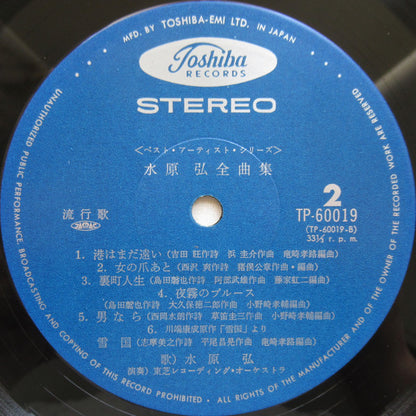 MFD. BY TOSHIBA-EMI LTD. IN JAPAN
Toshiba
RECORDS
STEREO
<ベスト・アーティスト・シリーズ>
水原 弘全曲集
流行歌
2
TP-60019
(TP-60019-B)
33⅓ r. p. m.
1. 港はまだ遠い (吉田 旺作詩 浜 圭介作曲 竜崎孝路編曲)
2. 女の爪あと (西沢 爽作詩 猪俣公章作曲・編曲)
3. 裏町人生 (島田磬也作詩 阿部武雄作曲 藤家虹二編曲)
4. 夜霧のブルース
(島田磬也作詩 大久保徳二郎作曲 小野崎孝輔編曲)
5. 男なら (西岡水朗作詩 草笛圭三作曲 小野崎孝輔編曲)
6. 川端康成原作「雪国」より
雪 国 (志摩美之作詩 平尾昌晃作曲 竜崎孝路編曲)
歌) 水 原 弘
演奏) 東芝レコーディング・オーケストラ
UNAUTHORIZED PUBLIC PERFORMANCE, BROADCASTING AND COPYING OF THIS RECORD PROHIBITED • ALL RIGHTS OF THE MANUFACTURER AND OF THE OWNER OF THE RECORDED WORK ARE RESERVED